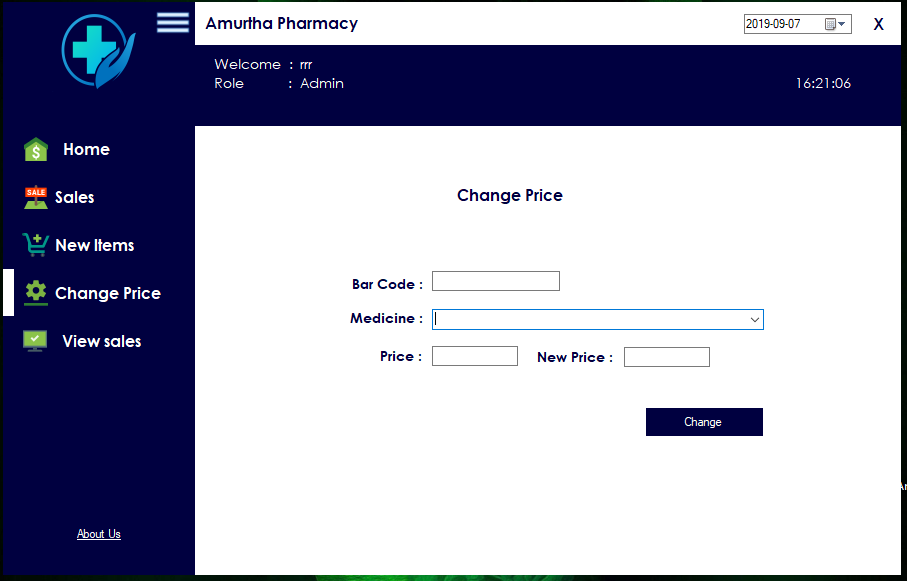 Amurtha Pharmacy
2019-09-07
X
Welcome : rrr
Role : Admin
16:21:06
Home
SALE
Sales
New Items
Change Price
View sales
About Us
Change Price
Bar Code :
Medicine :
Price :
New Price :
Change